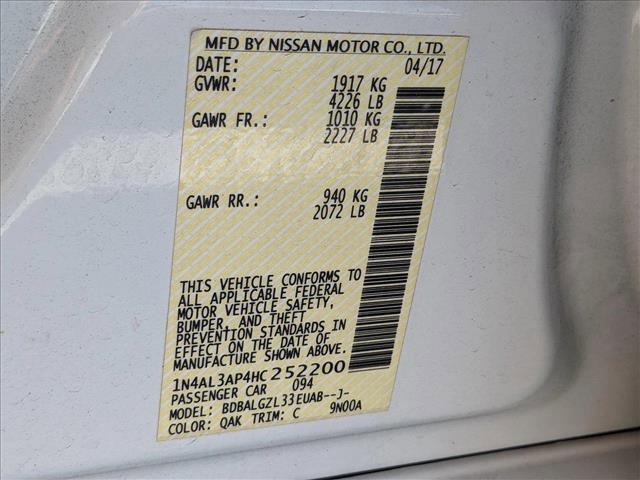 MFD BY NISSAN MOTOR CO., LTD.
DATE: 04/17
GVWR: 1917 KG
4226 LB
GAWR FR.: 1010 KG
2227 LB
GAWR RR.: 940 KG
2072 LB
THIS VEHICLE CONFORMS TO
ALL APPLICABLE FEDERAL
MOTOR VEHICLE SAFETY,
BUMPER, AND THEFT
PREVENTION STANDARDS IN
EFFECT ON THE DATE OF
MANUFACTURE SHOWN ABOVE.
1N4AL3AP4HC252200
PASSENGER CAR 094
MODEL: BDBALGZL33EUAB--J-
COLOR: QAK TRIM: C 9N00A